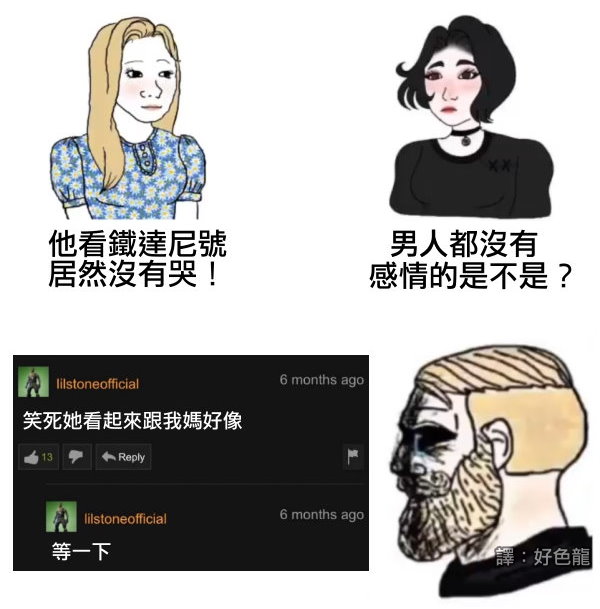 他看鐵達尼號
居然沒有哭！
男人都沒有
感情的是不是？
lilstoneofficial
6 months ago
笑死她看起來跟我媽好像
13
Reply
lilstoneofficial
6 months ago
等一下
譯：好色龍